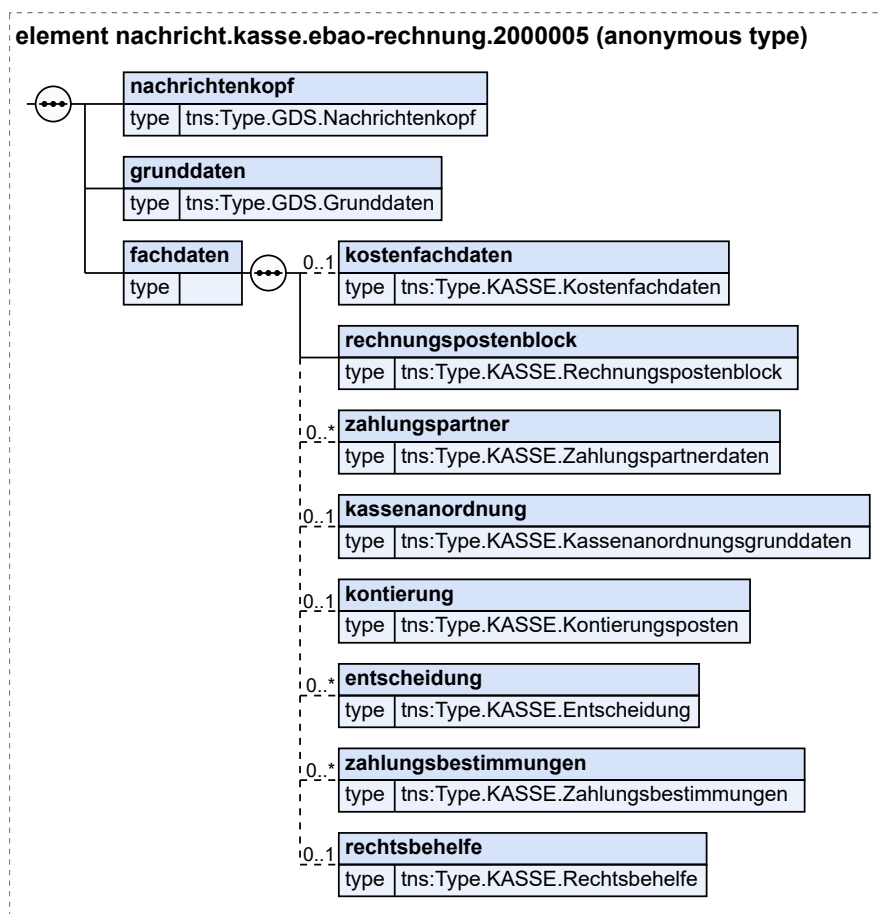 element nachricht.kasse.ebao-rechnung.2000005 (anonymous type)
nachrichtenkopf
type tns:Type.GDS.Nachrichtenkopf
grunddaten
type tns:Type.GDS.Grunddaten
fachdaten
type
0..1 kostenfachdaten
type tns:Type.KASSE.Kostenfachdaten
rechnungspostenblock
type tns:Type.KASSE.Rechnungspostenblock
0..* zahlungspartner
type tns:Type.KASSE.Zahlungspartnerdaten
0..1 kassenanordnung
type tns:Type.KASSE.Kassenanordnungsgrunddaten
0..1 kontierung
type tns:Type.KASSE.Kontierungsposten
0..* entscheidung
type tns:Type.KASSE.Entscheidung
0..* zahlungsbestimmungen
type tns:Type.KASSE.Zahlungsbestimmungen
0..1 rechtsbehelfe
type tns:Type.KASSE.Rechtsbehelfe